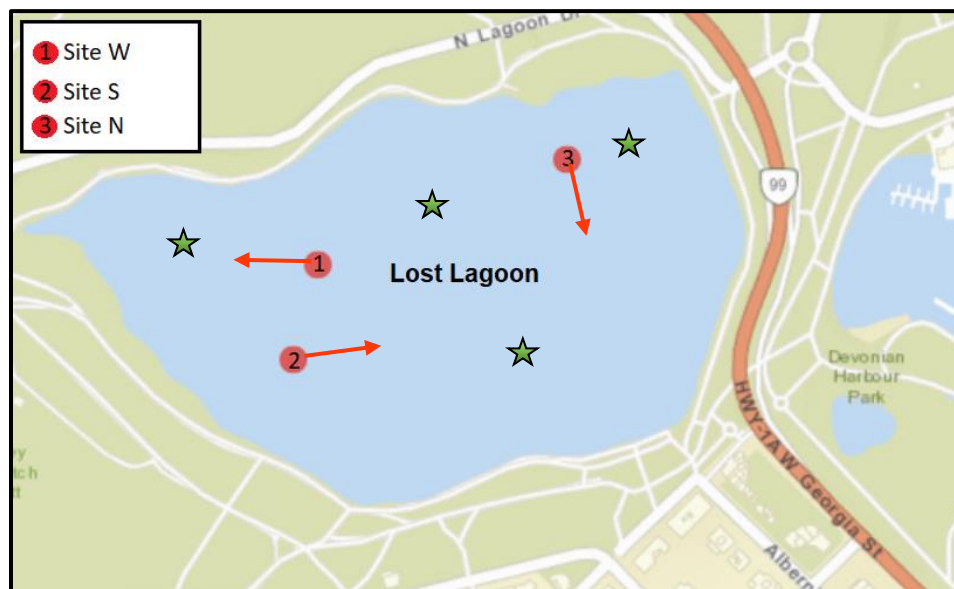 1 Site W
2 Site S
3 Site N
N Lagoon Dr
3
99
1
Lost Lagoon
2
Devonian
Harbour
Park
HWY-1A W Georgia St